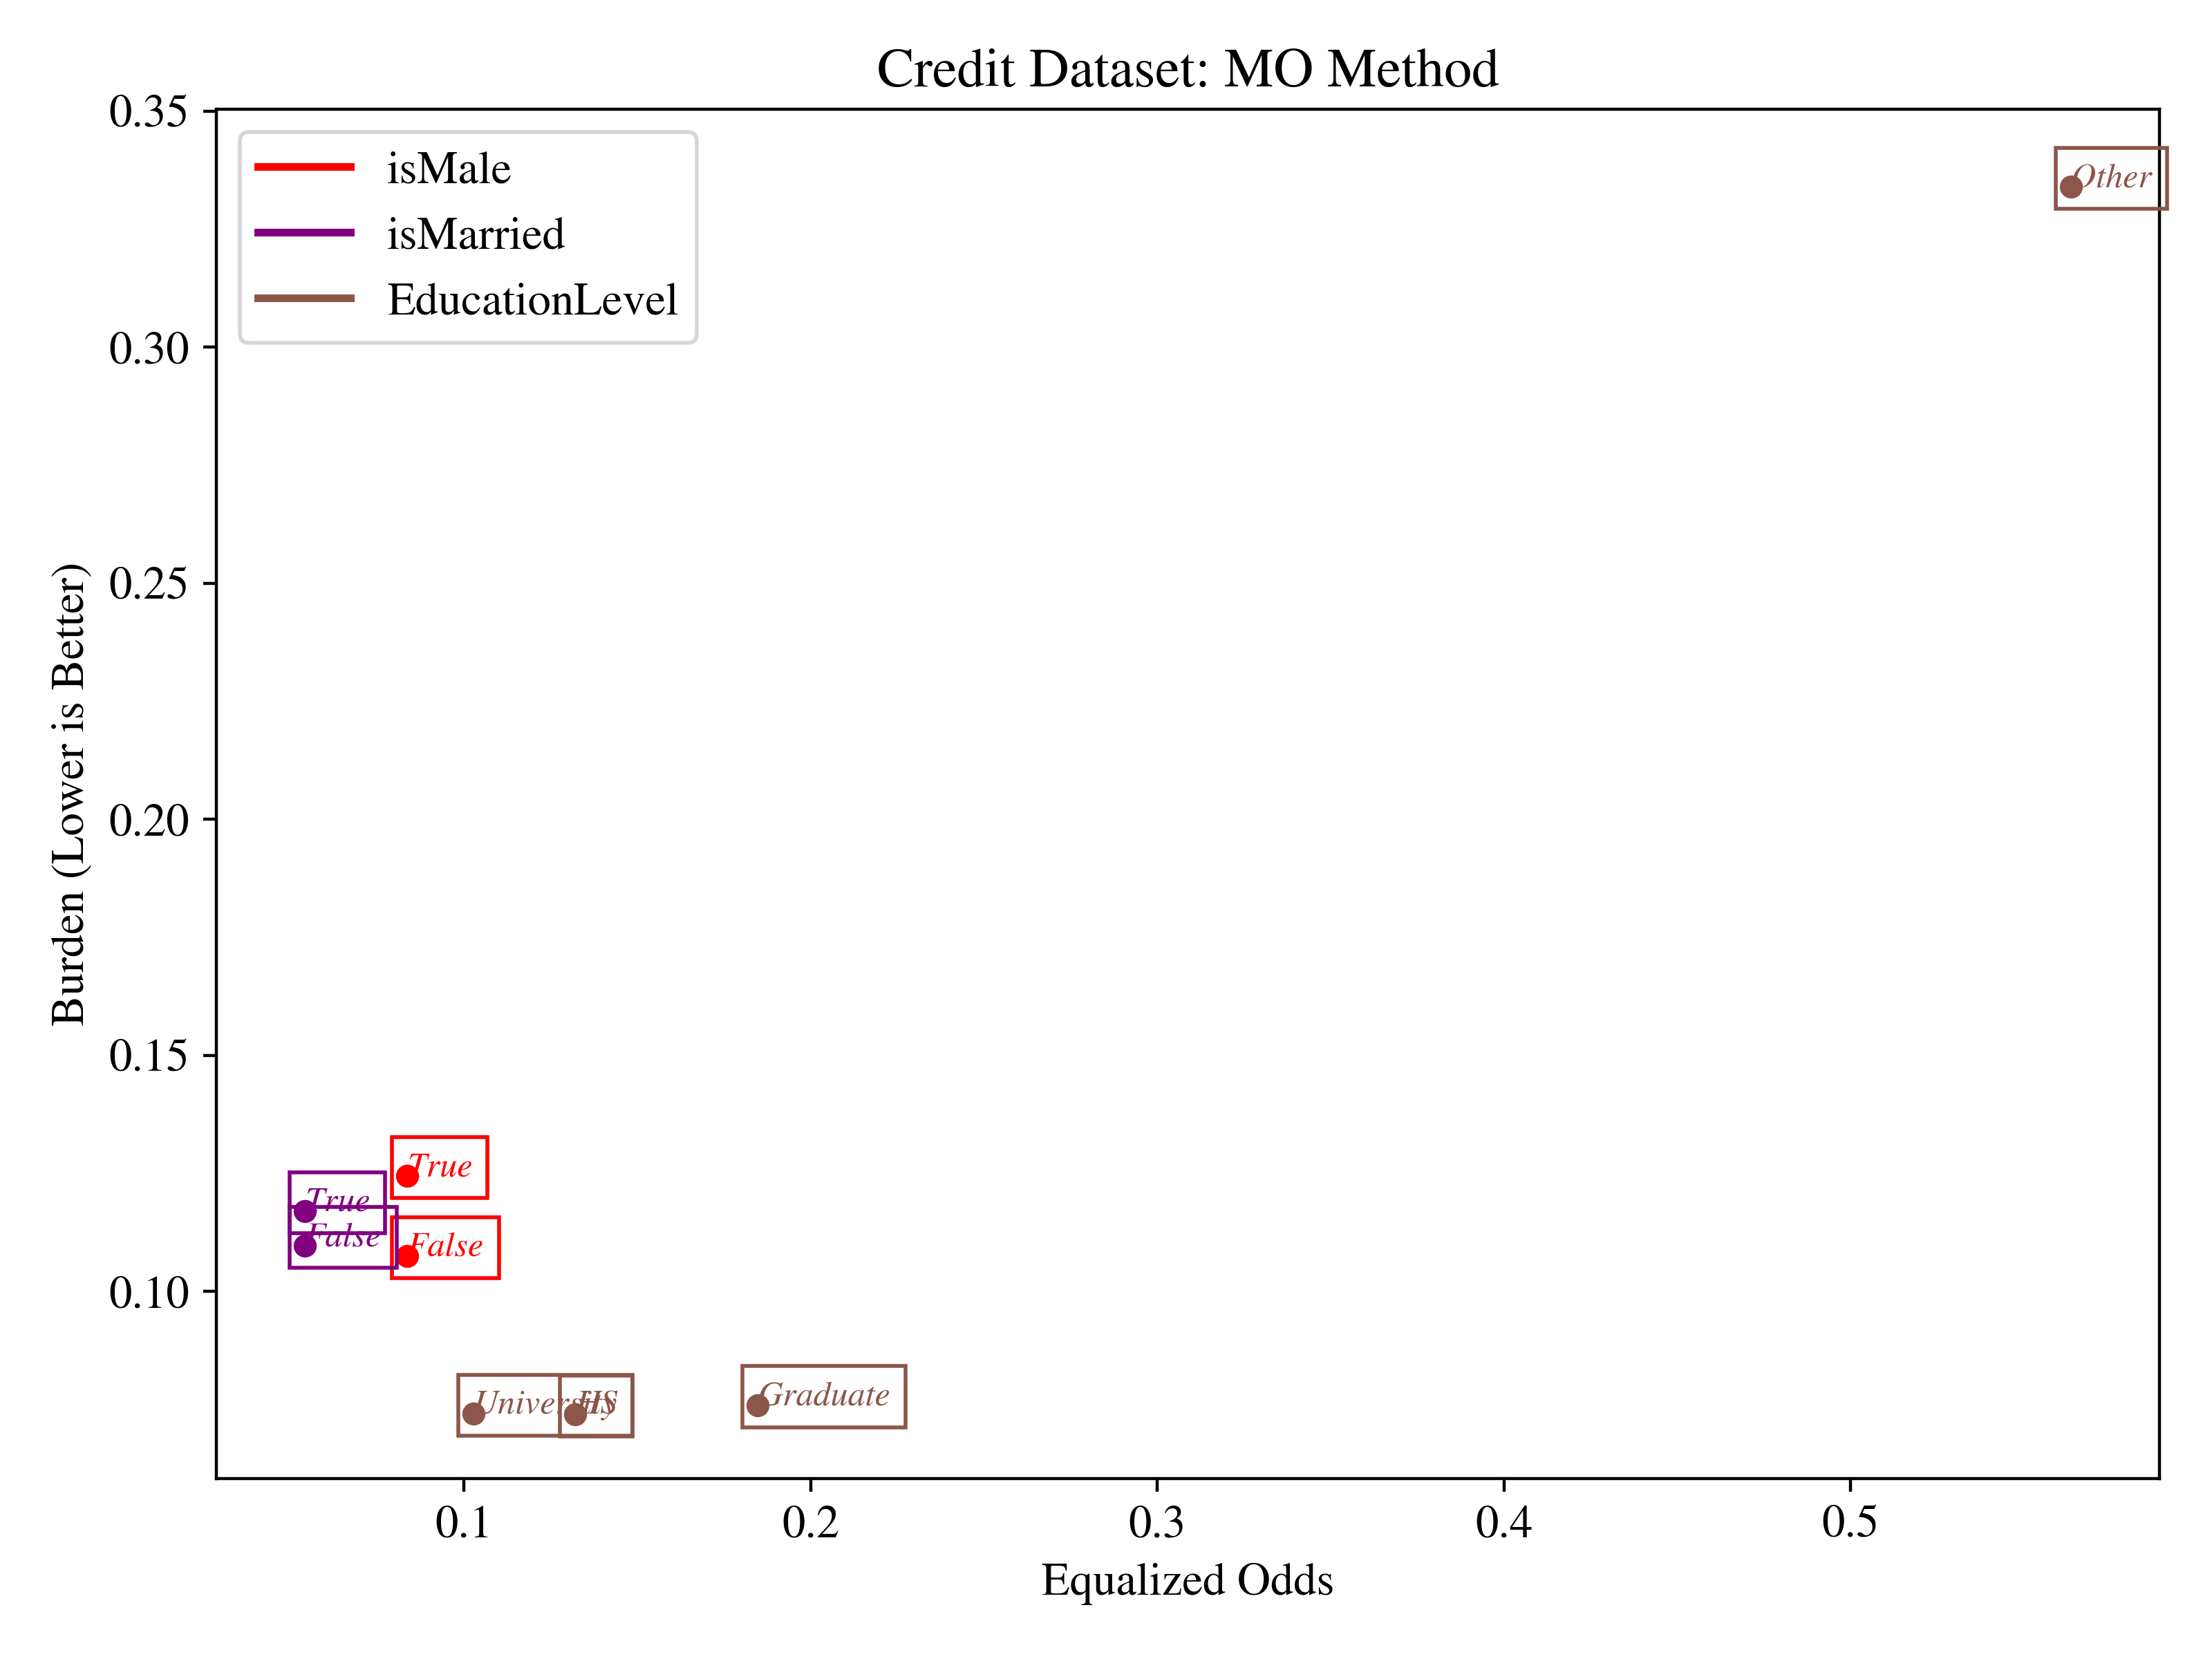 Credit Dataset: MO Method
0.35
0.30
0.25
0.20
0.15
0.10
Burden (Lower is Better)
isMale
isMarried
EducationLevel
Other
True
True
False
False
University
HS
Graduate
0.1
0.2
0.3
0.4
0.5
Equalized Odds